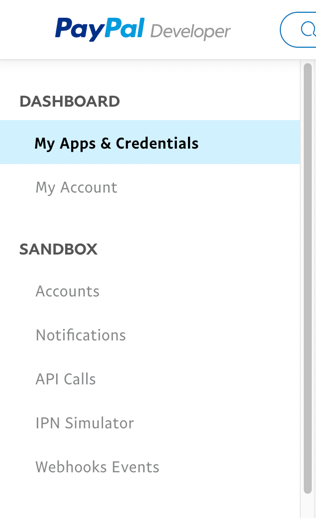 PayPal Developer
DASHBOARD
My Apps & Credentials
My Account
SANDBOX
Accounts
Notifications
API Calls
IPN Simulator
Webhooks Events